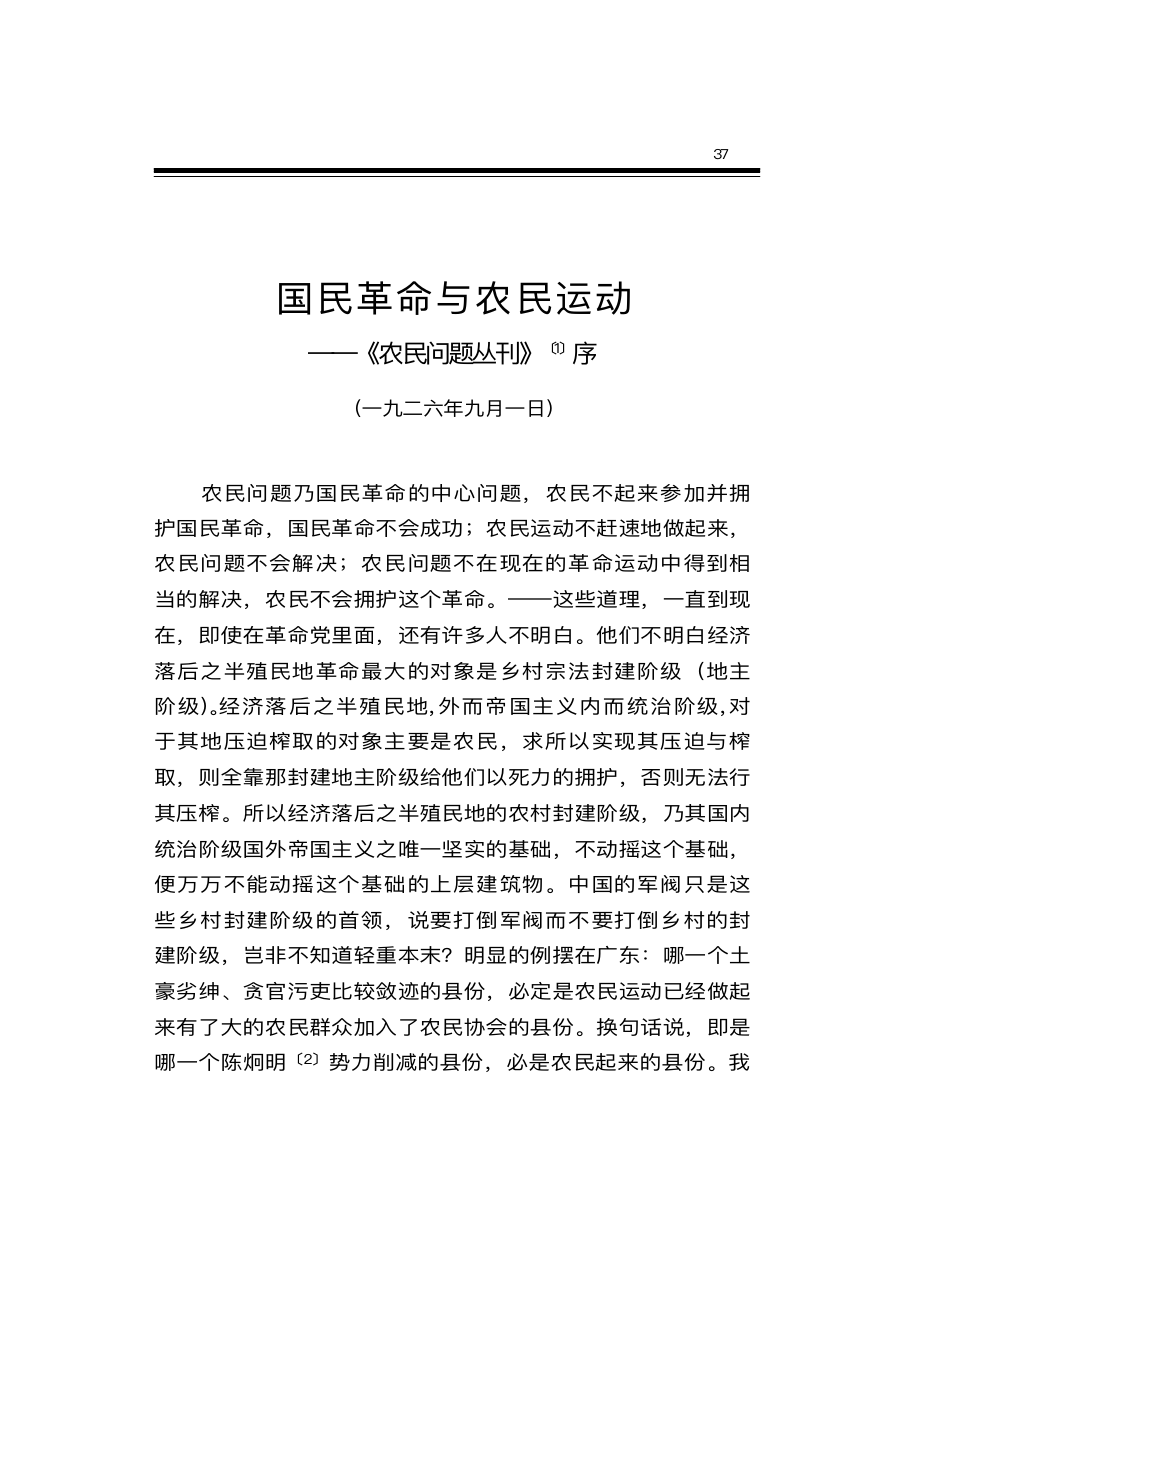 37
国民革命与农民运动
——《农民问题丛刊》〔1〕序
（一九二六年九月一日）
农民问题乃国民革命的中心问题，农民不起来参加并拥
护国民革命，国民革命不会成功；农民运动不赶速地做起来，
农民问题不会解决；农民问题不在现在的革命运动中得到相
当的解决，农民不会拥护这个革命。——这些道理，一直到现
在，即使在革命党里面，还有许多人不明白。他们不明白经济
落后之半殖民地革命最大的对象是乡村宗法封建阶级（地主
阶级）。经济落后之半殖民地，外而帝国主义内而统治阶级，对
于其地压迫榨取的对象主要是农民，求所以实现其压迫与榨
取，则全靠那封建地主阶级给他们以死力的拥护，否则无法行
其压榨。所以经济落后之半殖民地的农村封建阶级，乃其国内
统治阶级国外帝国主义之唯一坚实的基础，不动摇这个基础，
便万万不能动摇这个基础的上层建筑物。中国的军阀只是这
些乡村封建阶级的首领，说要打倒军阀而不要打倒乡村的封
建阶级，岂非不知道轻重本末？明显的例摆在广东：哪一个土
豪劣绅、贪官污吏比较敛迹的县份，必定是农民运动已经做起
来有了大的农民群众加入了农民协会的县份。换句话说，即是
哪一个陈炯明〔2〕势力削减的县份，必是农民起来的县份。我